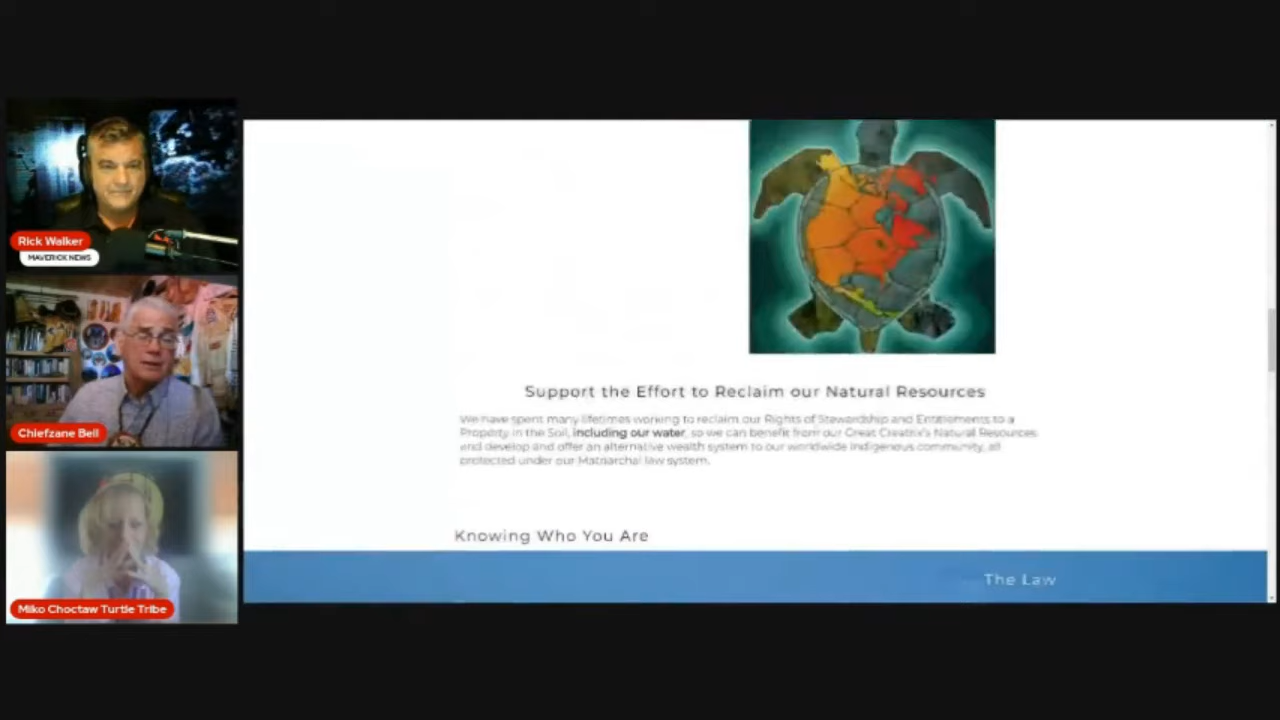 Rick Walker
MAVERICK NEWS
Chiefzane Bell
Miko Choctaw Turtle Tribe
Support the Effort to Reclaim our Natural Resources
We have spent many lifetimes working to reclaim our Rights of Stewardship and Entitlements to a
Property in the Soil, including our water, so we can benefit from our Great Creatrix's Natural Resources
and develop and offer an alternative wealth system to our worldwide Indigenous community, all
protected under our Matriarchal law system.
Knowing Who You Are
The Law